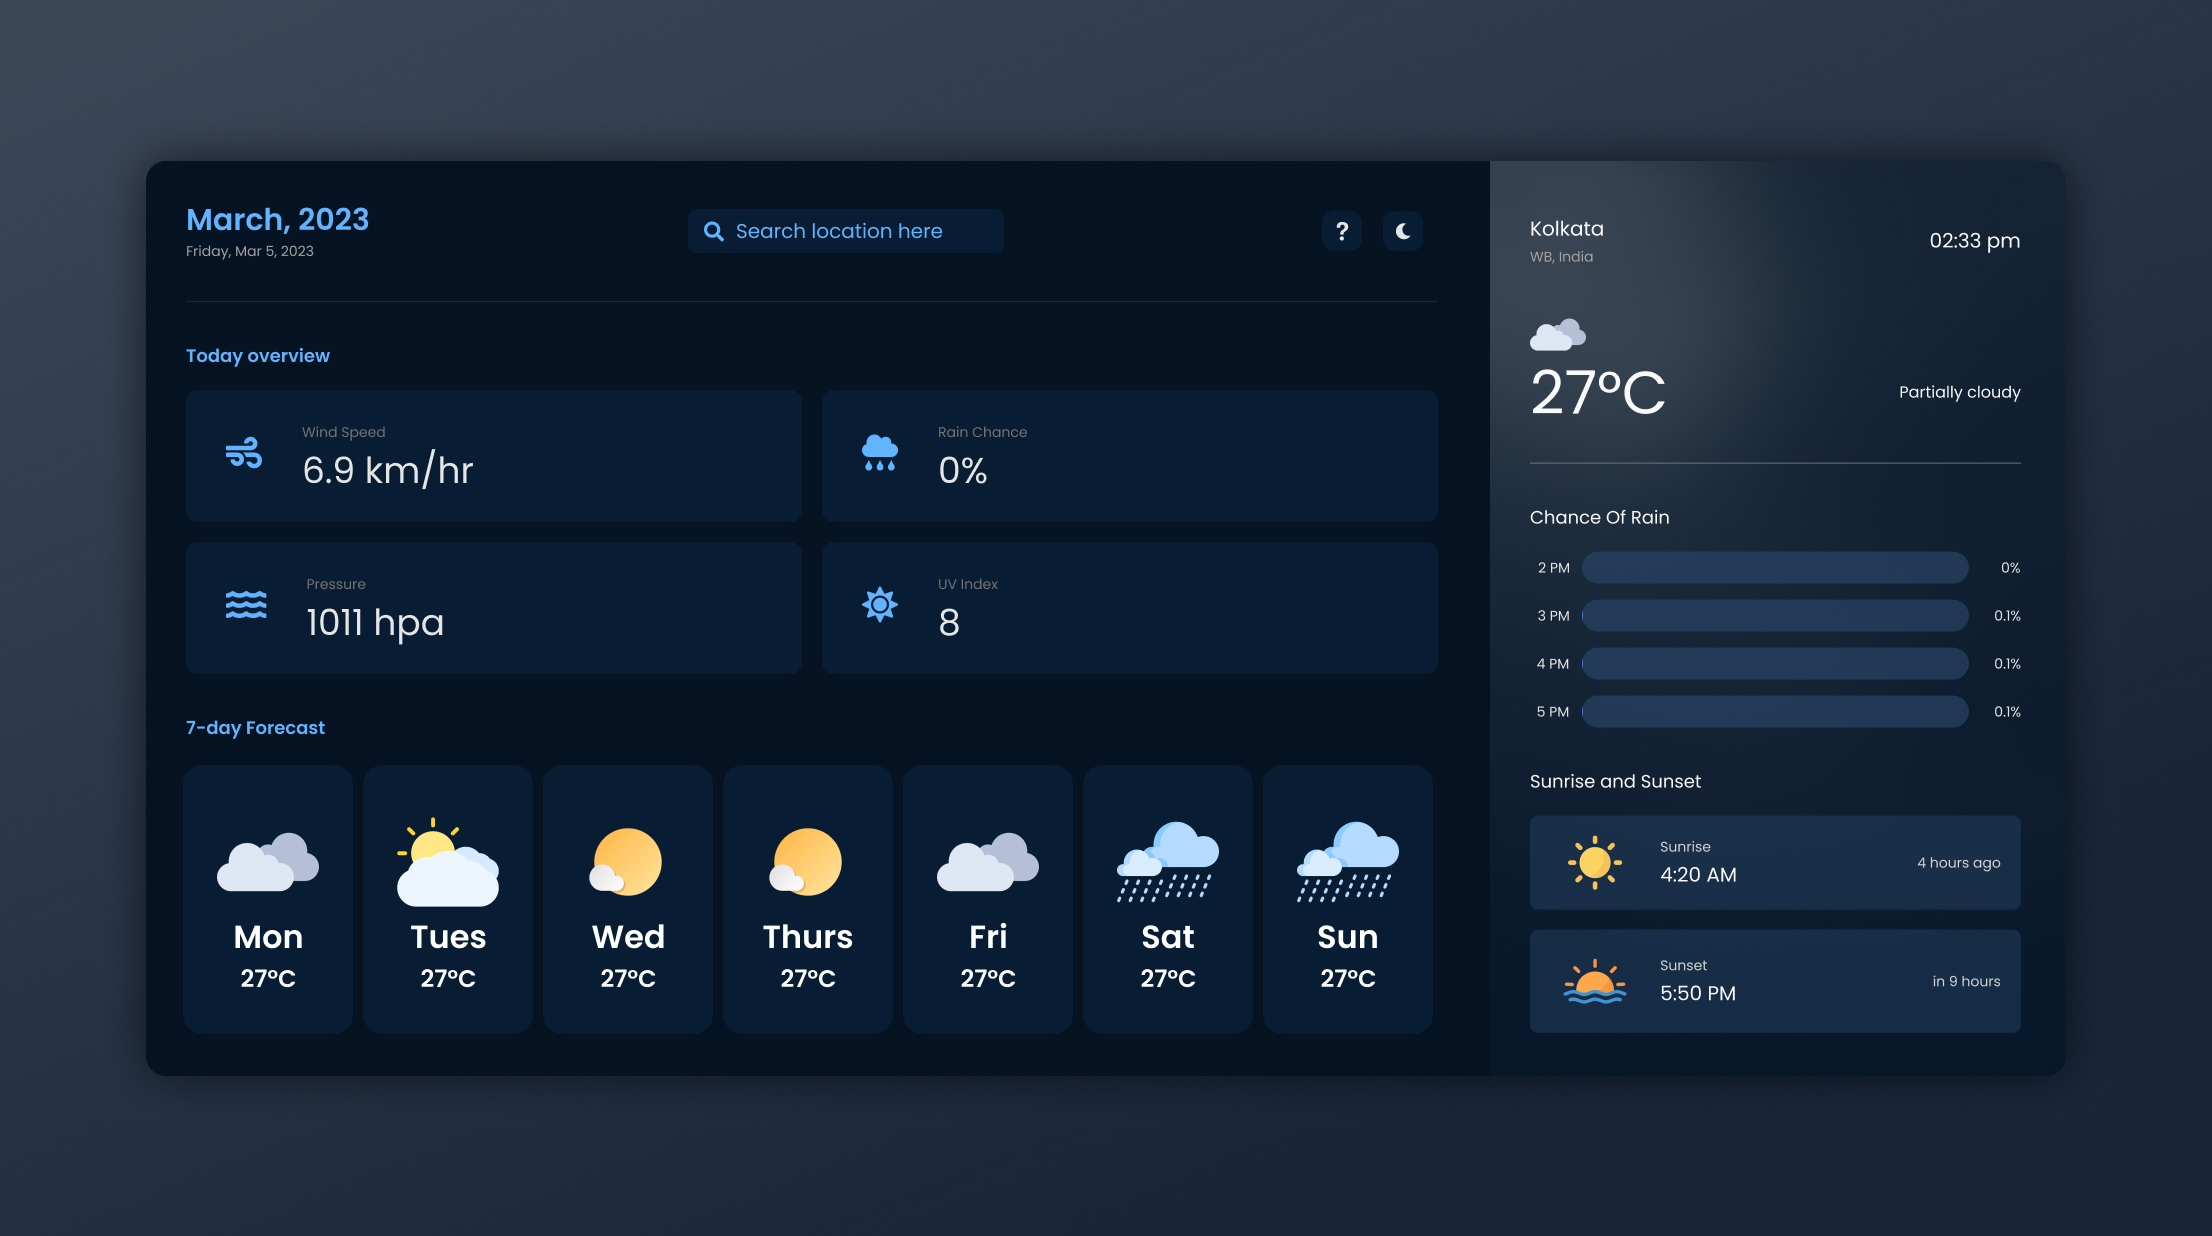 March, 2023
Friday, Mar 5, 2023
Search location here
?
Today overview
Wind Speed
6.9 km/hr
Rain Chance
0%
Pressure
1011 hpa
UV Index
8
7-day Forecast
Mon
27°C
Tues
27°C
Wed
27°C
Thurs
27°C
Fri
27°C
Sat
27°C
Sun
27°C
Kolkata
WB, India
02:33 pm
27°C
Partially cloudy
Chance Of Rain
2 PM 0%
3 PM 0.1%
4 PM 0.1%
5 PM 0.1%
Sunrise and Sunset
Sunrise
4:20 AM
4 hours ago
Sunset
5:50 PM
in 9 hours